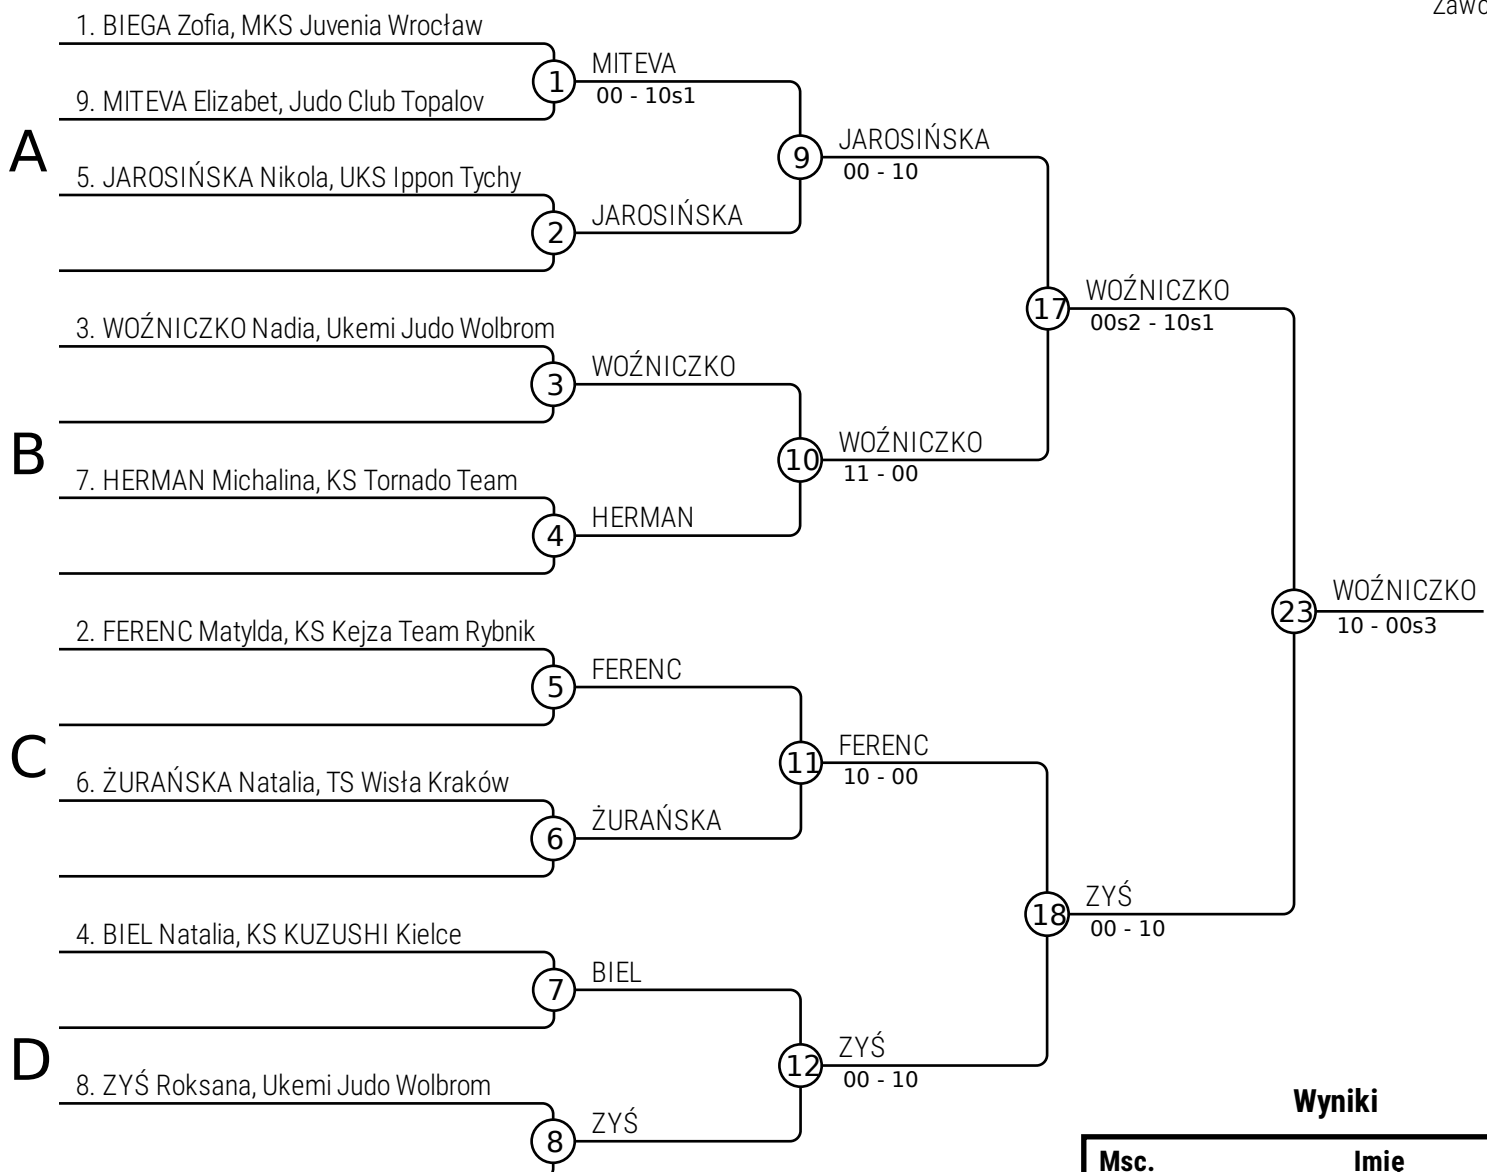 Zawo
1. BIEGA Zofia, MKS Juvenia Wrocław
1
MITEVA
00 - 10s1
9. MITEVA Elizabet, Judo Club Topalov
A
9
JAROSIŃSKA
00 - 10
5. JAROSIŃSKA Nikola, UKS Ippon Tychy
2
JAROSIŃSKA
17
WOŹNICZKO
00s2 - 10s1
3. WOŹNICZKO Nadia, Ukemi Judo Wolbrom
3
WOŹNICZKO
B
10
WOŹNICZKO
11 - 00
7. HERMAN Michalina, KS Tornado Team
4
HERMAN
23
WOŹNICZKO
10 - 00s3
2. FERENC Matylda, KS Kejza Team Rybnik
5
FERENC
C
11
FERENC
10 - 00
6. ŻURAŃSKA Natalia, TS Wisła Kraków
6
ŻURAŃSKA
18
ZYŚ
00 - 10
4. BIEL Natalia, KS KUZUSHI Kielce
7
BIEL
D
12
ZYŚ
00 - 10
8. ZYŚ Roksana, Ukemi Judo Wolbrom
8
ZYŚ
Wyniki
Msc. Imię